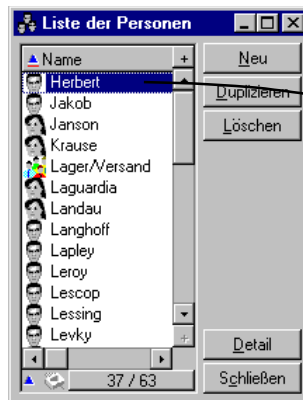 Liste der Personen
Name +
Herbert
Jakob
Janson
Krause
Lager/Versand
Laguardia
Landau
Langhoff
Lapley
Leroy
Lescop
Lessing
Levky
37 / 63
Neu
Duplizieren
Löschen
Detail
Schließen